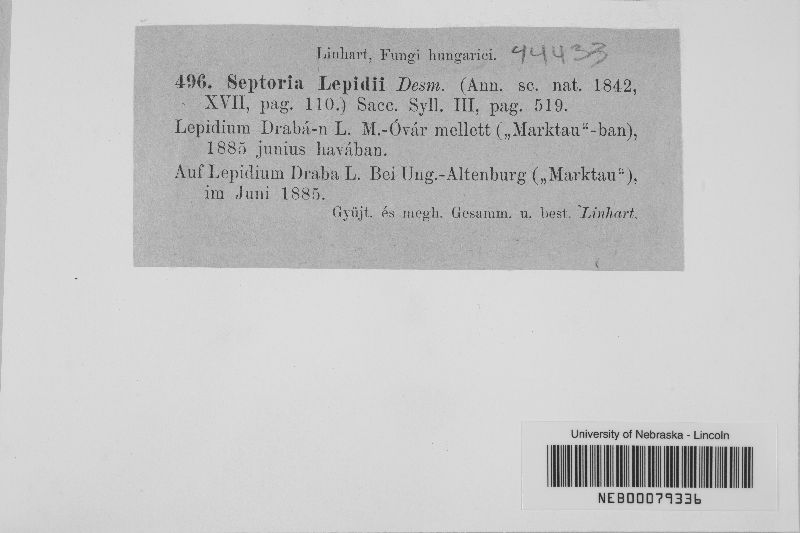 Linhart, Fungi hungarici. 94433
496. Septoria Lepidii Desm. (Ann. sc. nat. 1842,
XVII, pag. 110.) Sacc. Syll. III, pag. 519.
Lepidium Drabá-n L. M.-Óvár mellett („Marktau“-ban),
1885 junius havában.
Auf Lepidium Draba L. Bei Ung.-Altenburg („Marktau“),
im Juni 1885.
Gyüjt. és megh. Gesamm. u. best. Linhart.
University of Nebraska - Lincoln
NEB00079336